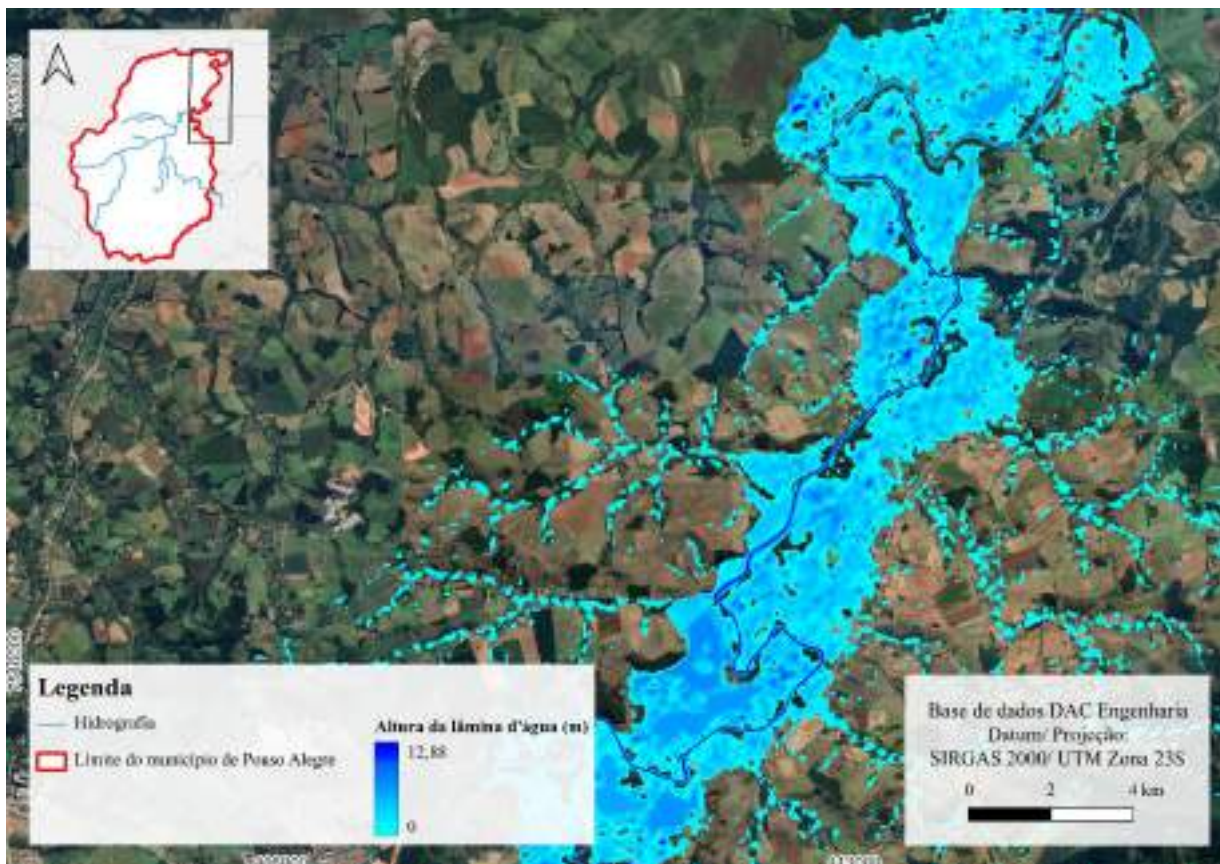 Legenda
Hidrografia
Limite do município de Pouso Alegre
Altura da lâmina d'água (m)
12,88
0
Base de dados DAC Engenharia
Datum/ Projeção:
SIRGAS 2000/ UTM Zona 23S
0 2 4 km